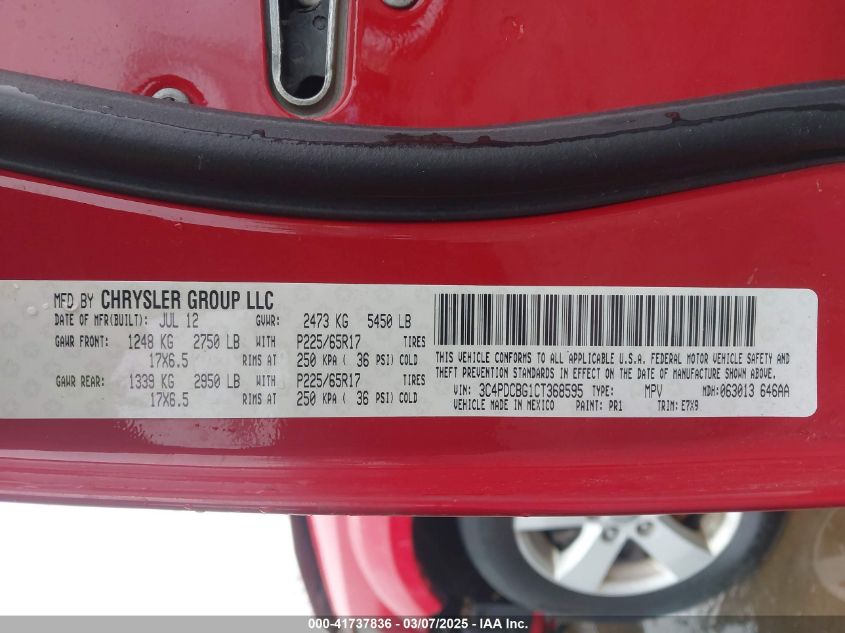 MFD BY CHRYSLER GROUP LLC
DATE OF MFR(BUILT): JUL 12 GVWR: 2473 KG 5450 LB
GAWR FRONT: 1248 KG 2750 LB WITH P225/65R17 TIRES
17X6.5 RIMS AT 250 KPA ( 36 PSI) COLD
GAWR REAR: 1339 KG 2950 LB WITH P225/65R17 TIRES
17X6.5 RIMS AT 250 KPA ( 36 PSI) COLD
THIS VEHICLE CONFORMS TO ALL APPLICABLE U.S.A. FEDERAL MOTOR VEHICLE SAFETY AND
THEFT PREVENTION STANDARDS IN EFFECT ON THE DATE OF MANUFACTURE SHOWN ABOVE.
VIN: 3C4PDCBG1CT368595 TYPE: MPV MDH: 063013 646AA
VEHICLE MADE IN MEXICO PAINT: PR1 TRIM: E7X9
000-41737836 - 03/07/2025 - IAA Inc.